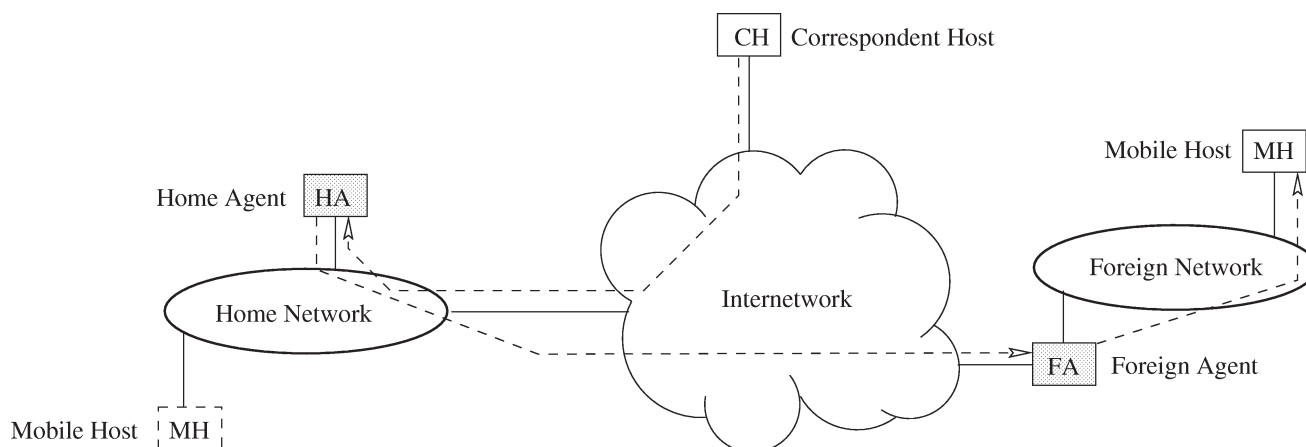 CH Correspondent Host
Mobile Host MH
Home Agent HA
Foreign Network
Internetwork
Home Network
FA Foreign Agent
Mobile Host MH